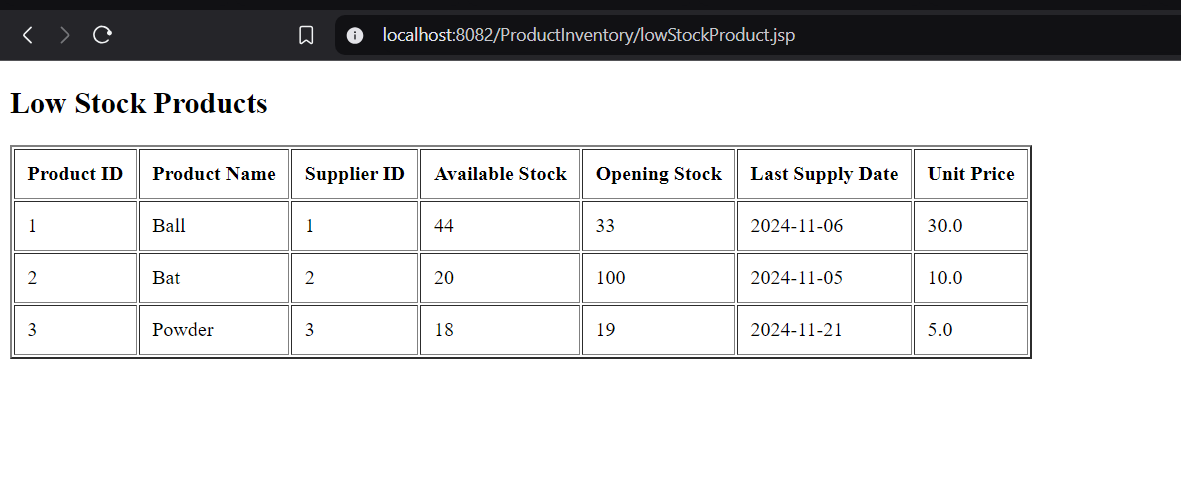 localhost:8082/ProductInventory/lowStockProduct.jsp
Low Stock Products
Product ID Product Name Supplier ID Available Stock Opening Stock Last Supply Date Unit Price
1 Ball 1 44 33 2024-11-06 30.0
2 Bat 2 20 100 2024-11-05 10.0
3 Powder 3 18 19 2024-11-21 5.0